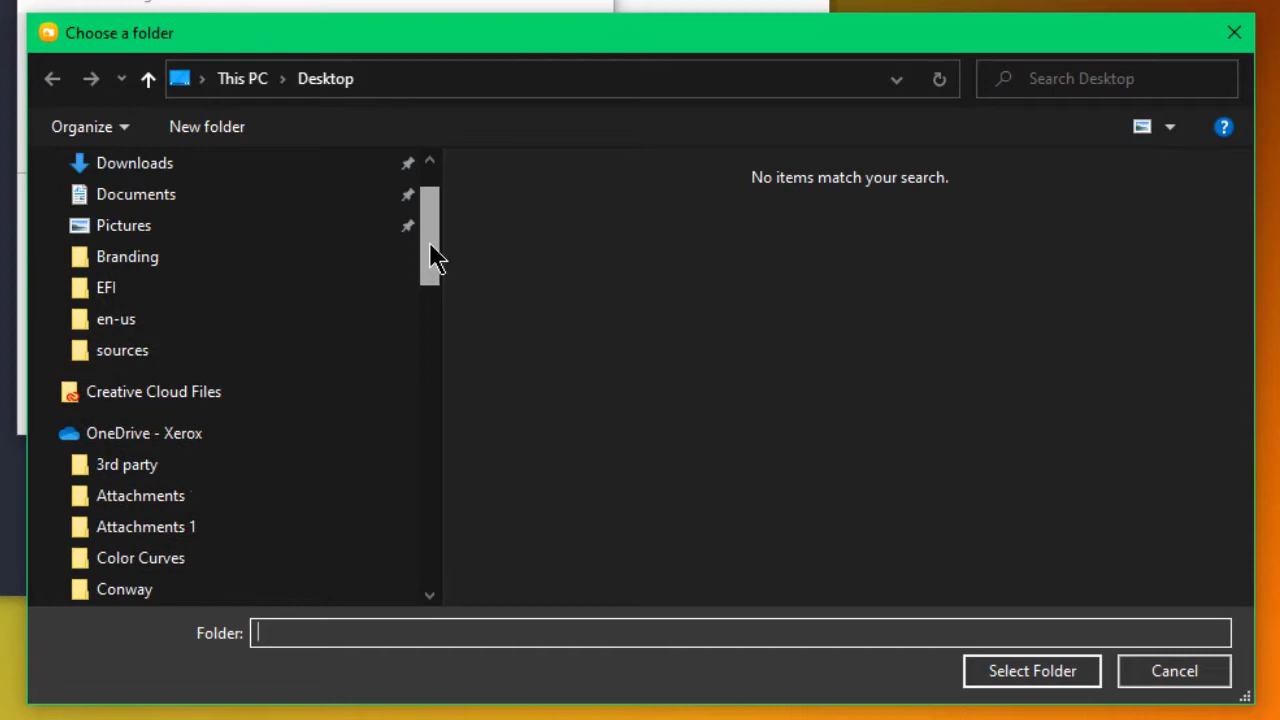 Choose a folder
This PC
Desktop
Search Desktop
Organize
New folder
?
Downloads
Documents
Pictures
Branding
EFI
en-us
sources
Creative Cloud Files
OneDrive - Xerox
3rd party
Attachments
Attachments 1
Color Curves
Conway
No items match your search.
Folder:
Select Folder
Cancel